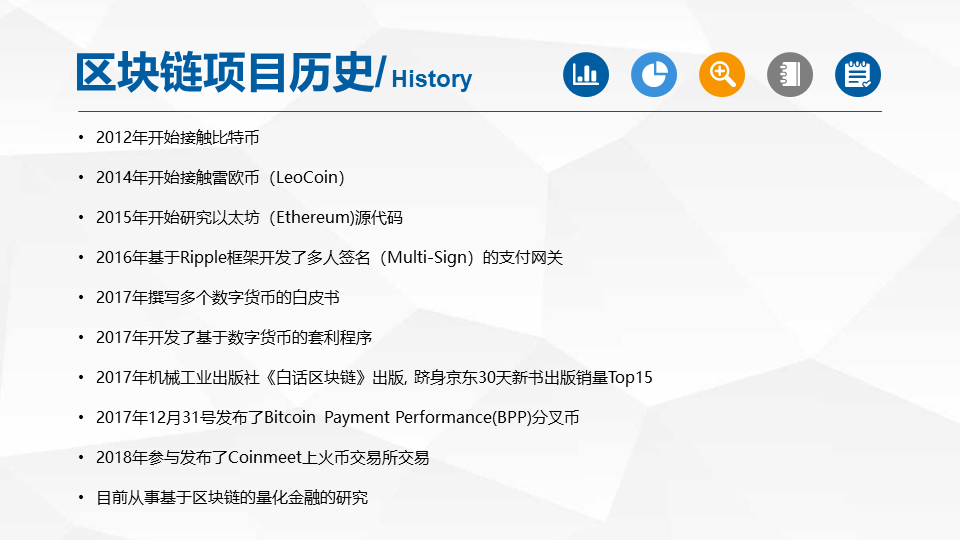 区块链项目历史/ History
• 2012年开始接触比特币
• 2014年开始接触雷欧币（LeoCoin）
• 2015年开始研究以太坊（Ethereum)源代码
• 2016年基于Ripple框架开发了多人签名（Multi-Sign）的支付网关
• 2017年撰写多个数字货币的白皮书
• 2017年开发了基于数字货币的套利程序
• 2017年机械工业出版社《白话区块链》出版, 跻身京东30天新书出版销量Top15
• 2017年12月31号发布了Bitcoin Payment Performance(BPP)分叉币
• 2018年参与发布了Coinmeet上火币交易所交易
• 目前从事基于区块链的量化金融的研究